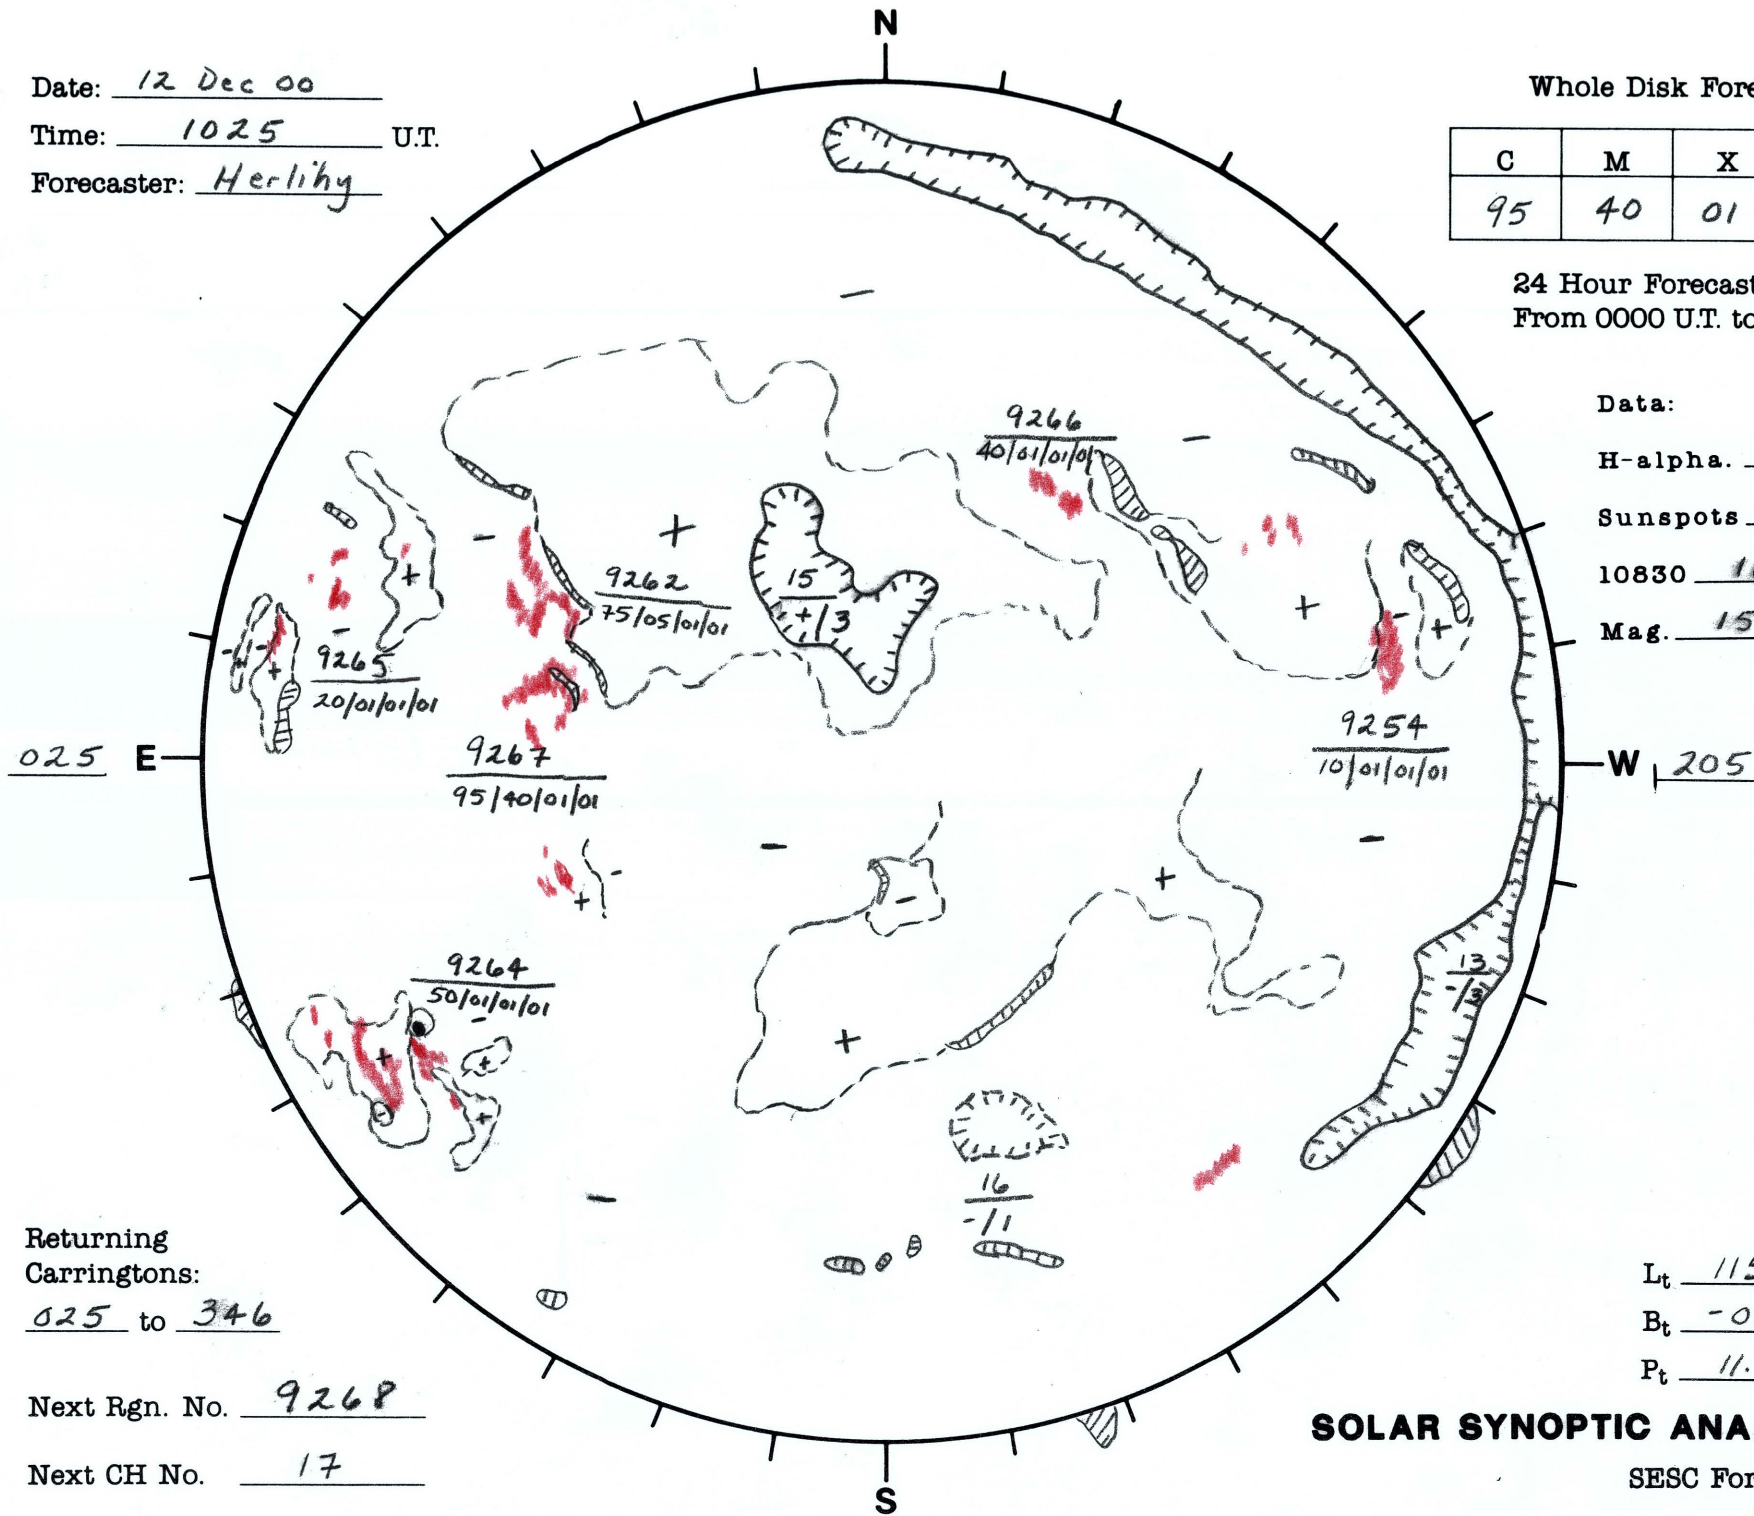 N
Date: 12 Dec 00
Time: 1025 U.T.
Forecaster: Herlihy
Whole Disk Fore
C M X
95 40 01
24 Hour Forecast
From 0000 U.T. to
Data:
H-alpha.
Sunspots
10830
Mag. 15
9266
40/01/01/01
9262
75/05/01/01
15
+/3
9265
20/01/01/01
9267
95/40/01/01
9254
10/01/01/01
025 E
W 205
9264
50/01/01/01
13
-/3
16
-/1
Returning
Carringtons:
025 to 346
Next Rgn. No. 9268
Next CH No. 17
Lt 115
Bt -0
Pt 11.
SOLAR SYNOPTIC ANA
SESC For
S